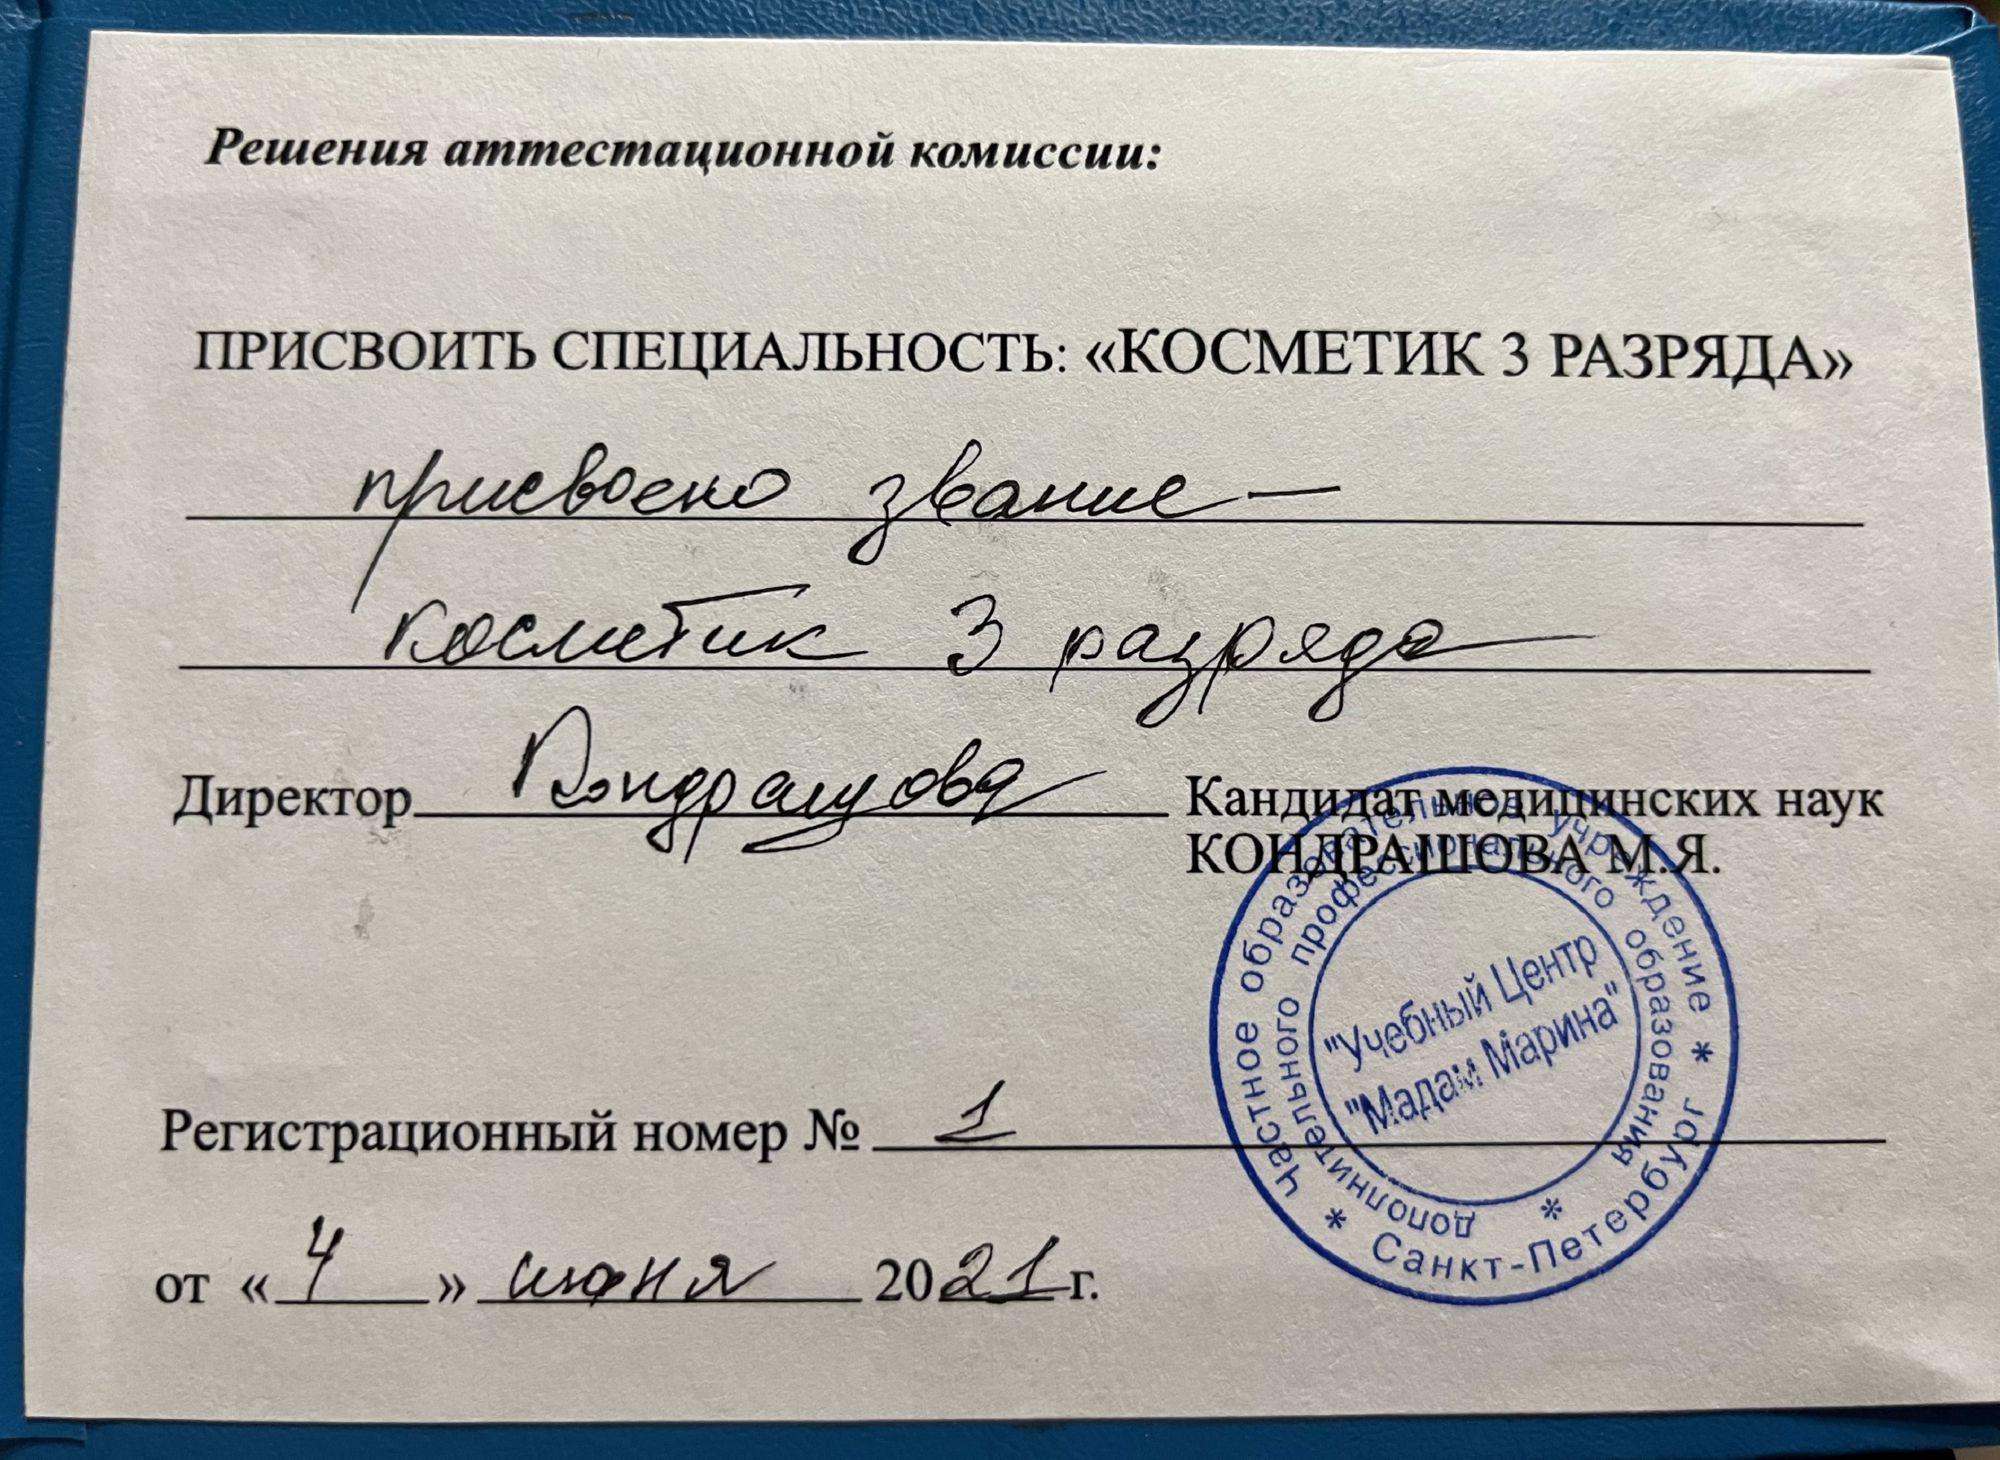 Решения аттестационной комиссии:
ПРИСВОИТЬ СПЕЦИАЛЬНОСТЬ: «КОСМЕТИК 3 РАЗРЯДА»
присвоено звание —
косметик 3 разряда
Директор Кондрашова Кандидат медицинских наук
КОНДРАШОВА М.Я.
Частное образовательное учреждение * Санкт-Петербург *
дополнительного профессионального образования *
"Учебный Центр
"Мадам Марина"
Регистрационный номер № 1
от «4» июня 2021 г.